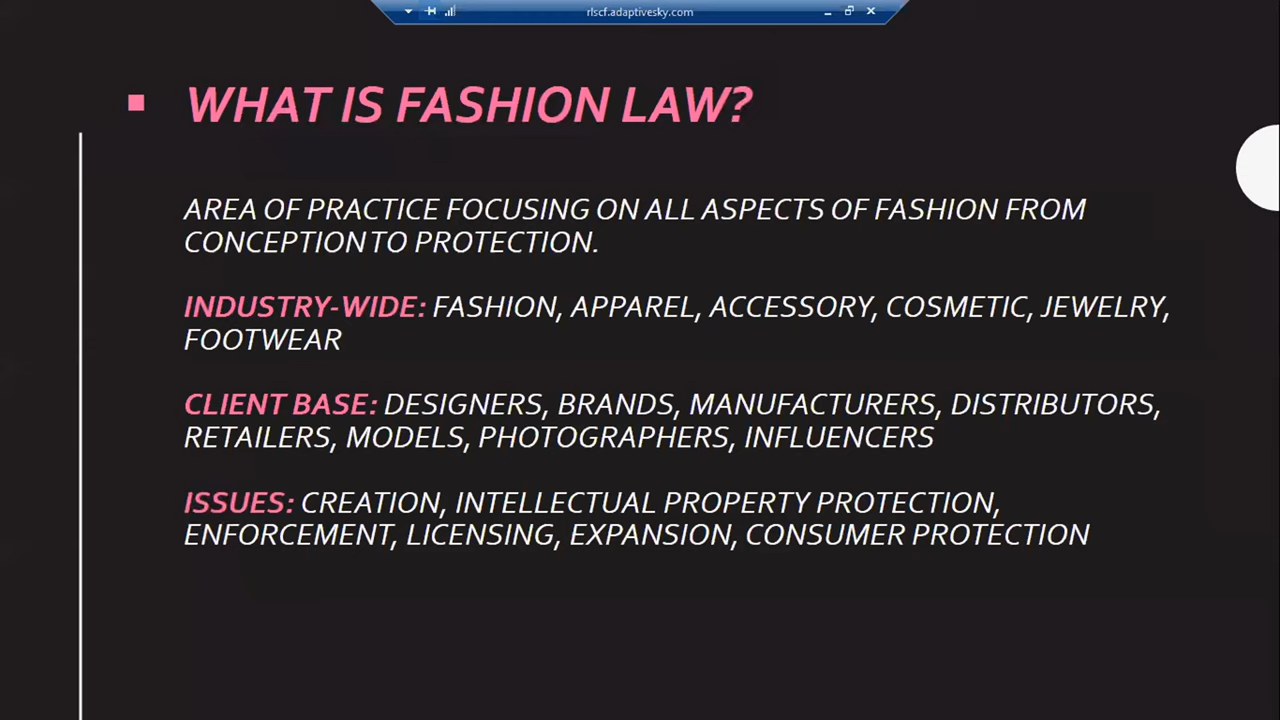 rlscf.adaptivesky.com
WHAT IS FASHION LAW?
AREA OF PRACTICE FOCUSING ON ALL ASPECTS OF FASHION FROM
CONCEPTION TO PROTECTION.
INDUSTRY-WIDE: FASHION, APPAREL, ACCESSORY, COSMETIC, JEWELRY,
FOOTWEAR
CLIENT BASE: DESIGNERS, BRANDS, MANUFACTURERS, DISTRIBUTORS,
RETAILERS, MODELS, PHOTOGRAPHERS, INFLUENCERS
ISSUES: CREATION, INTELLECTUAL PROPERTY PROTECTION,
ENFORCEMENT, LICENSING, EXPANSION, CONSUMER PROTECTION